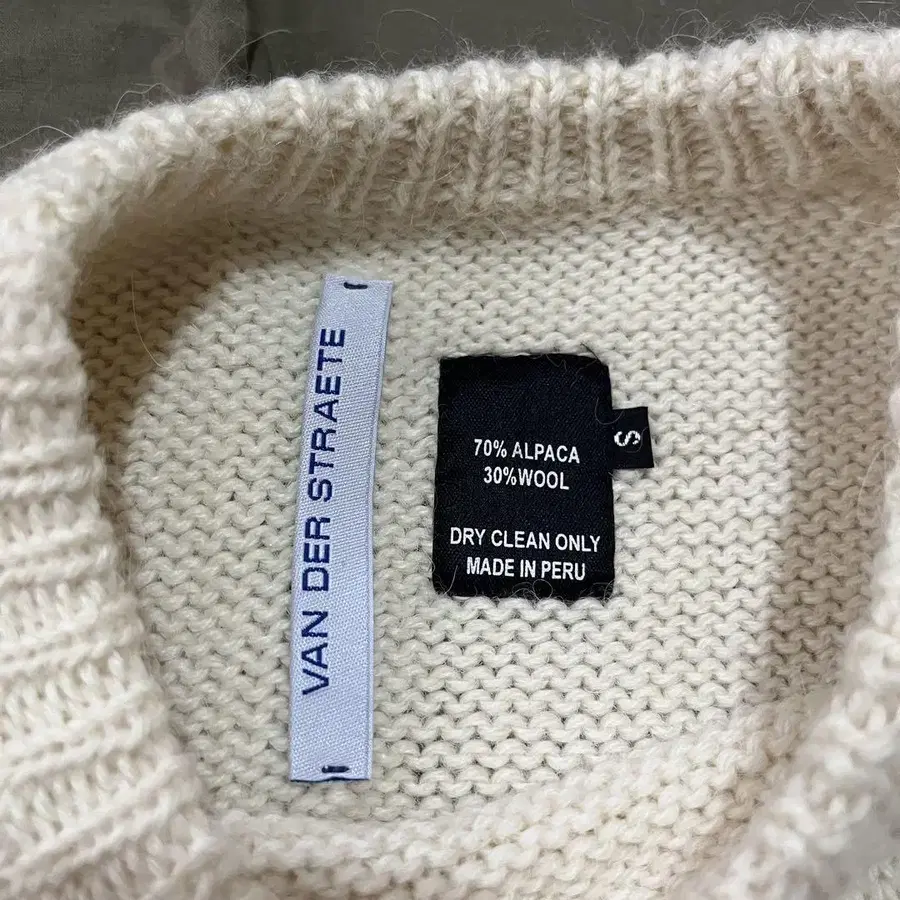 VAN DER STRAETE
70% ALPACA
30%WOOL
DRY CLEAN ONLY
MADE IN PERU
S